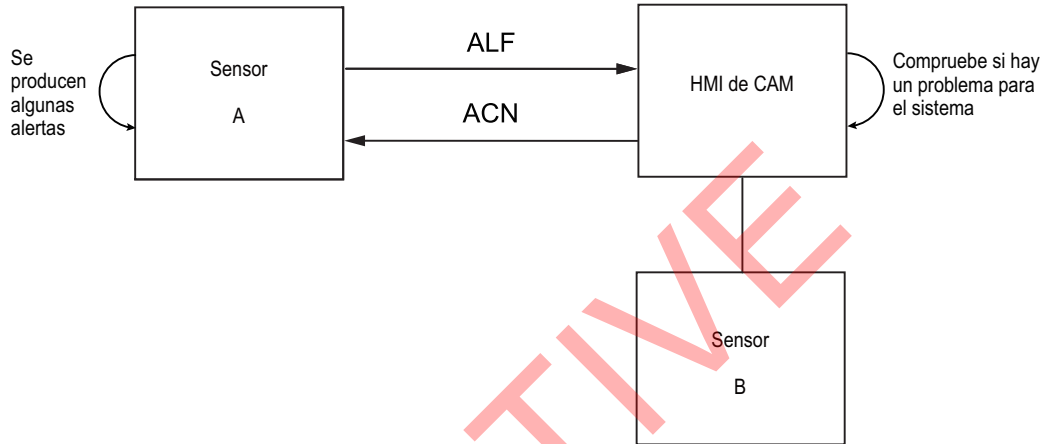 Se
producen
algunas
alertas
Sensor
A
ALF
ACN
HMI de CAM
Compruebe si hay
un problema para
el sistema
Sensor
B
TIVE